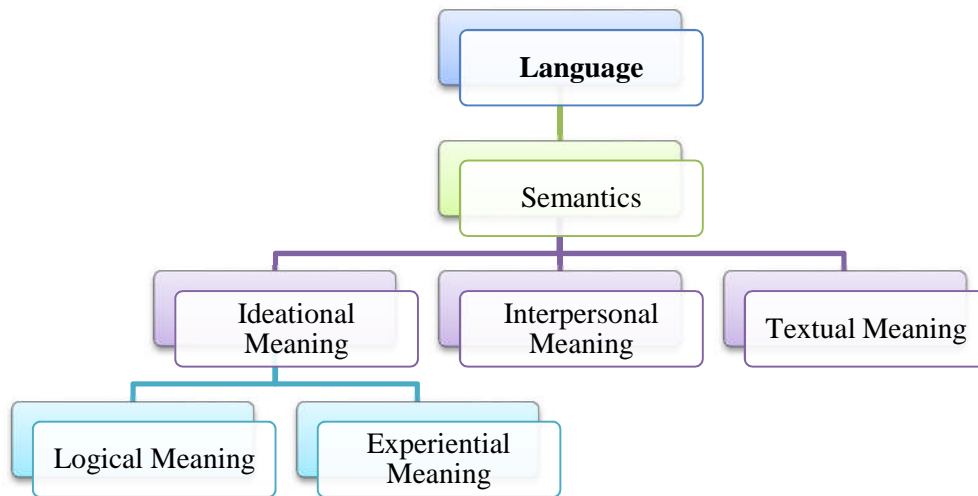 Language
Semantics
Ideational
Meaning
Interpersonal
Meaning
Textual Meaning
Logical Meaning
Experiential
Meaning